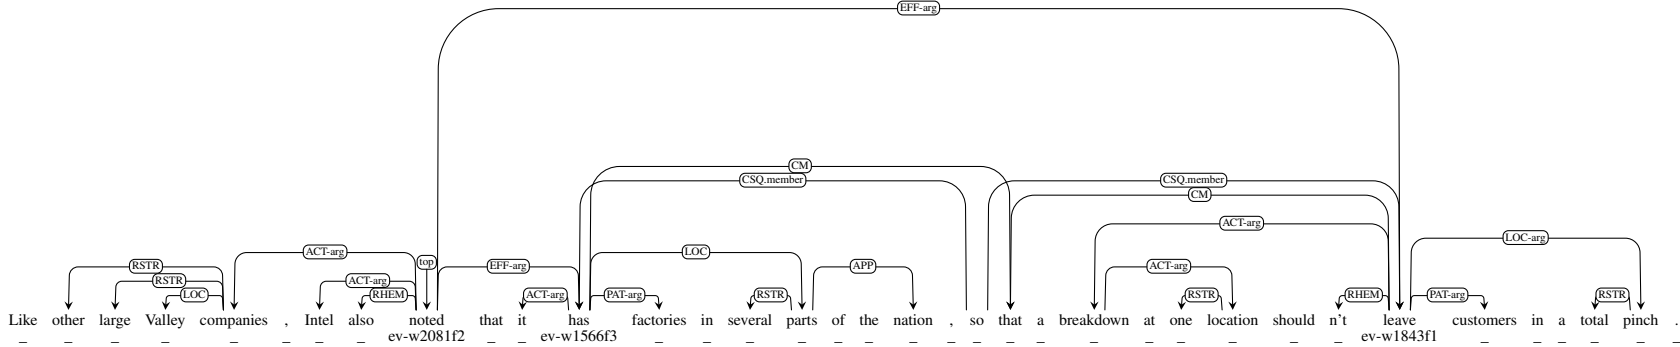 EFF-arg
CM
CSQ.member CSQ.member
CM
ACT-arg
LOC-arg
ACT-arg LOC
top
RSTR EFF-arg APP ACT-arg
RSTR ACT-arg
LOC RHEM ACT-arg PAT-arg RSTR RSTR RHEM PAT-arg RSTR
Like other large Valley companies , Intel also noted that it has factories in several parts of the nation , so that a breakdown at one location should n't leave customers in a total pinch .
_ _ _ _ _ _ _ _ ev-w2081f2 _ _ ev-w1566f3 _ _ _ _ _ _ _ _ _ _ _ _ _ _ _ _ _ ev-w1843f1 _ _ _ _ _ _